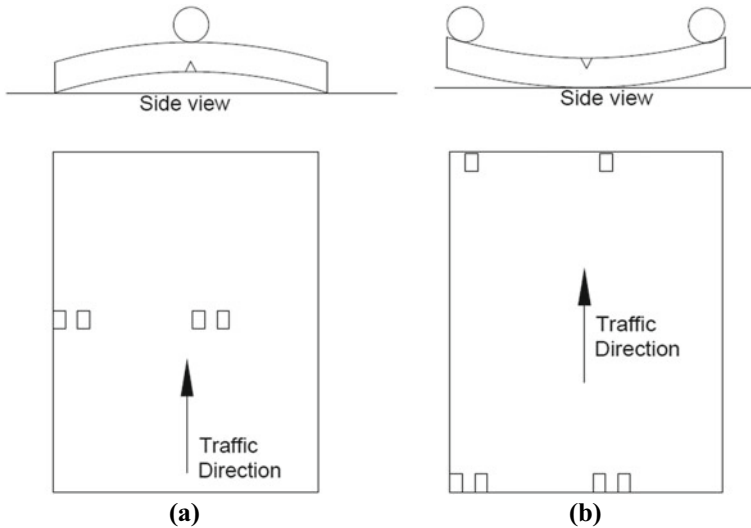 Side view
Side view
Traffic
Direction
Traffic
Direction
(a)
(b)